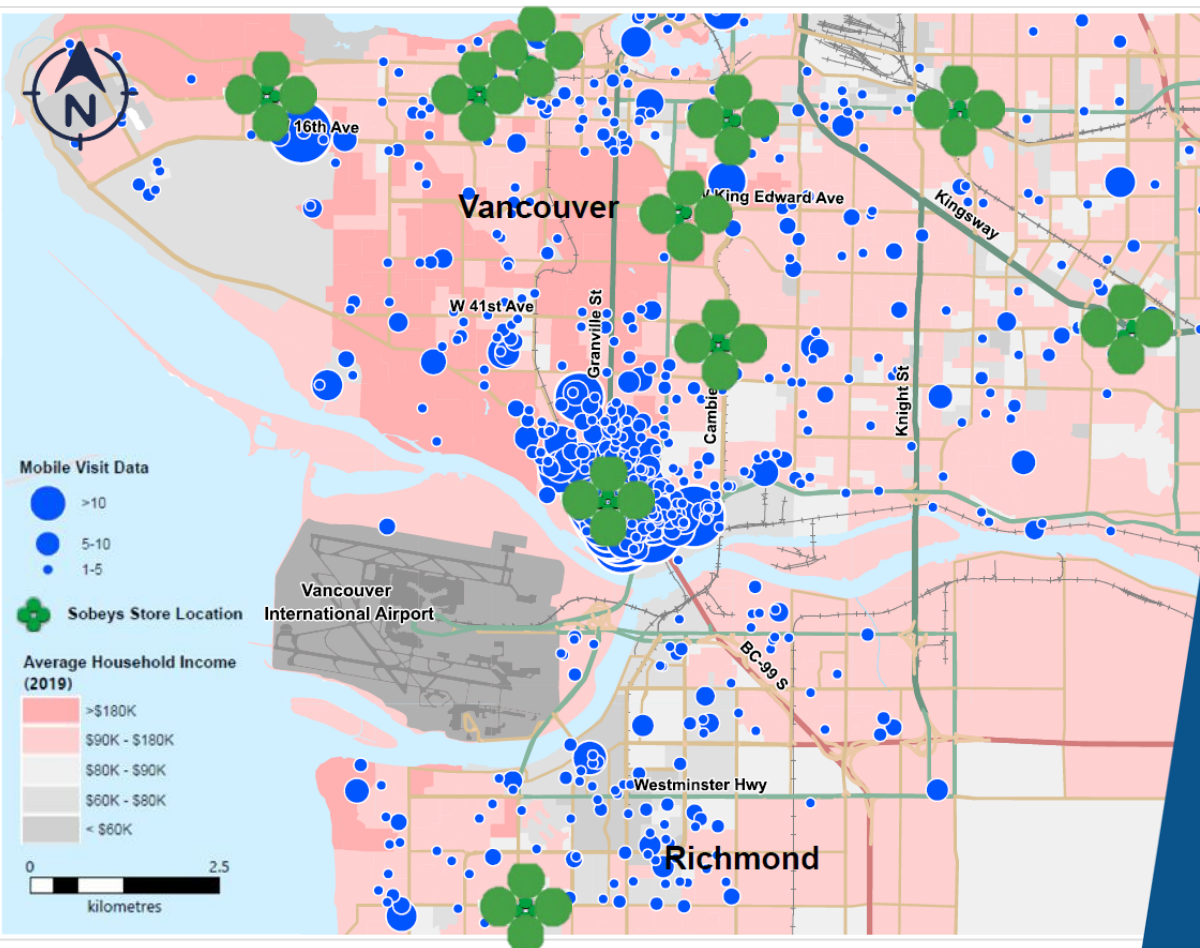 N
16th Ave
Vancouver
W King Edward Ave
Kingsway
W 41st Ave
Granville St
Cambie
Knight St
Mobile Visit Data
>10
5-10
1-5
Sobeys Store Location
Vancouver
International Airport
Average Household Income
(2019)
>$180K
$90K - $180K
$80K - $90K
$60K - $80K
< $60K
0 2.5
kilometres
BC-99 S
Westminster Hwy
Richmond